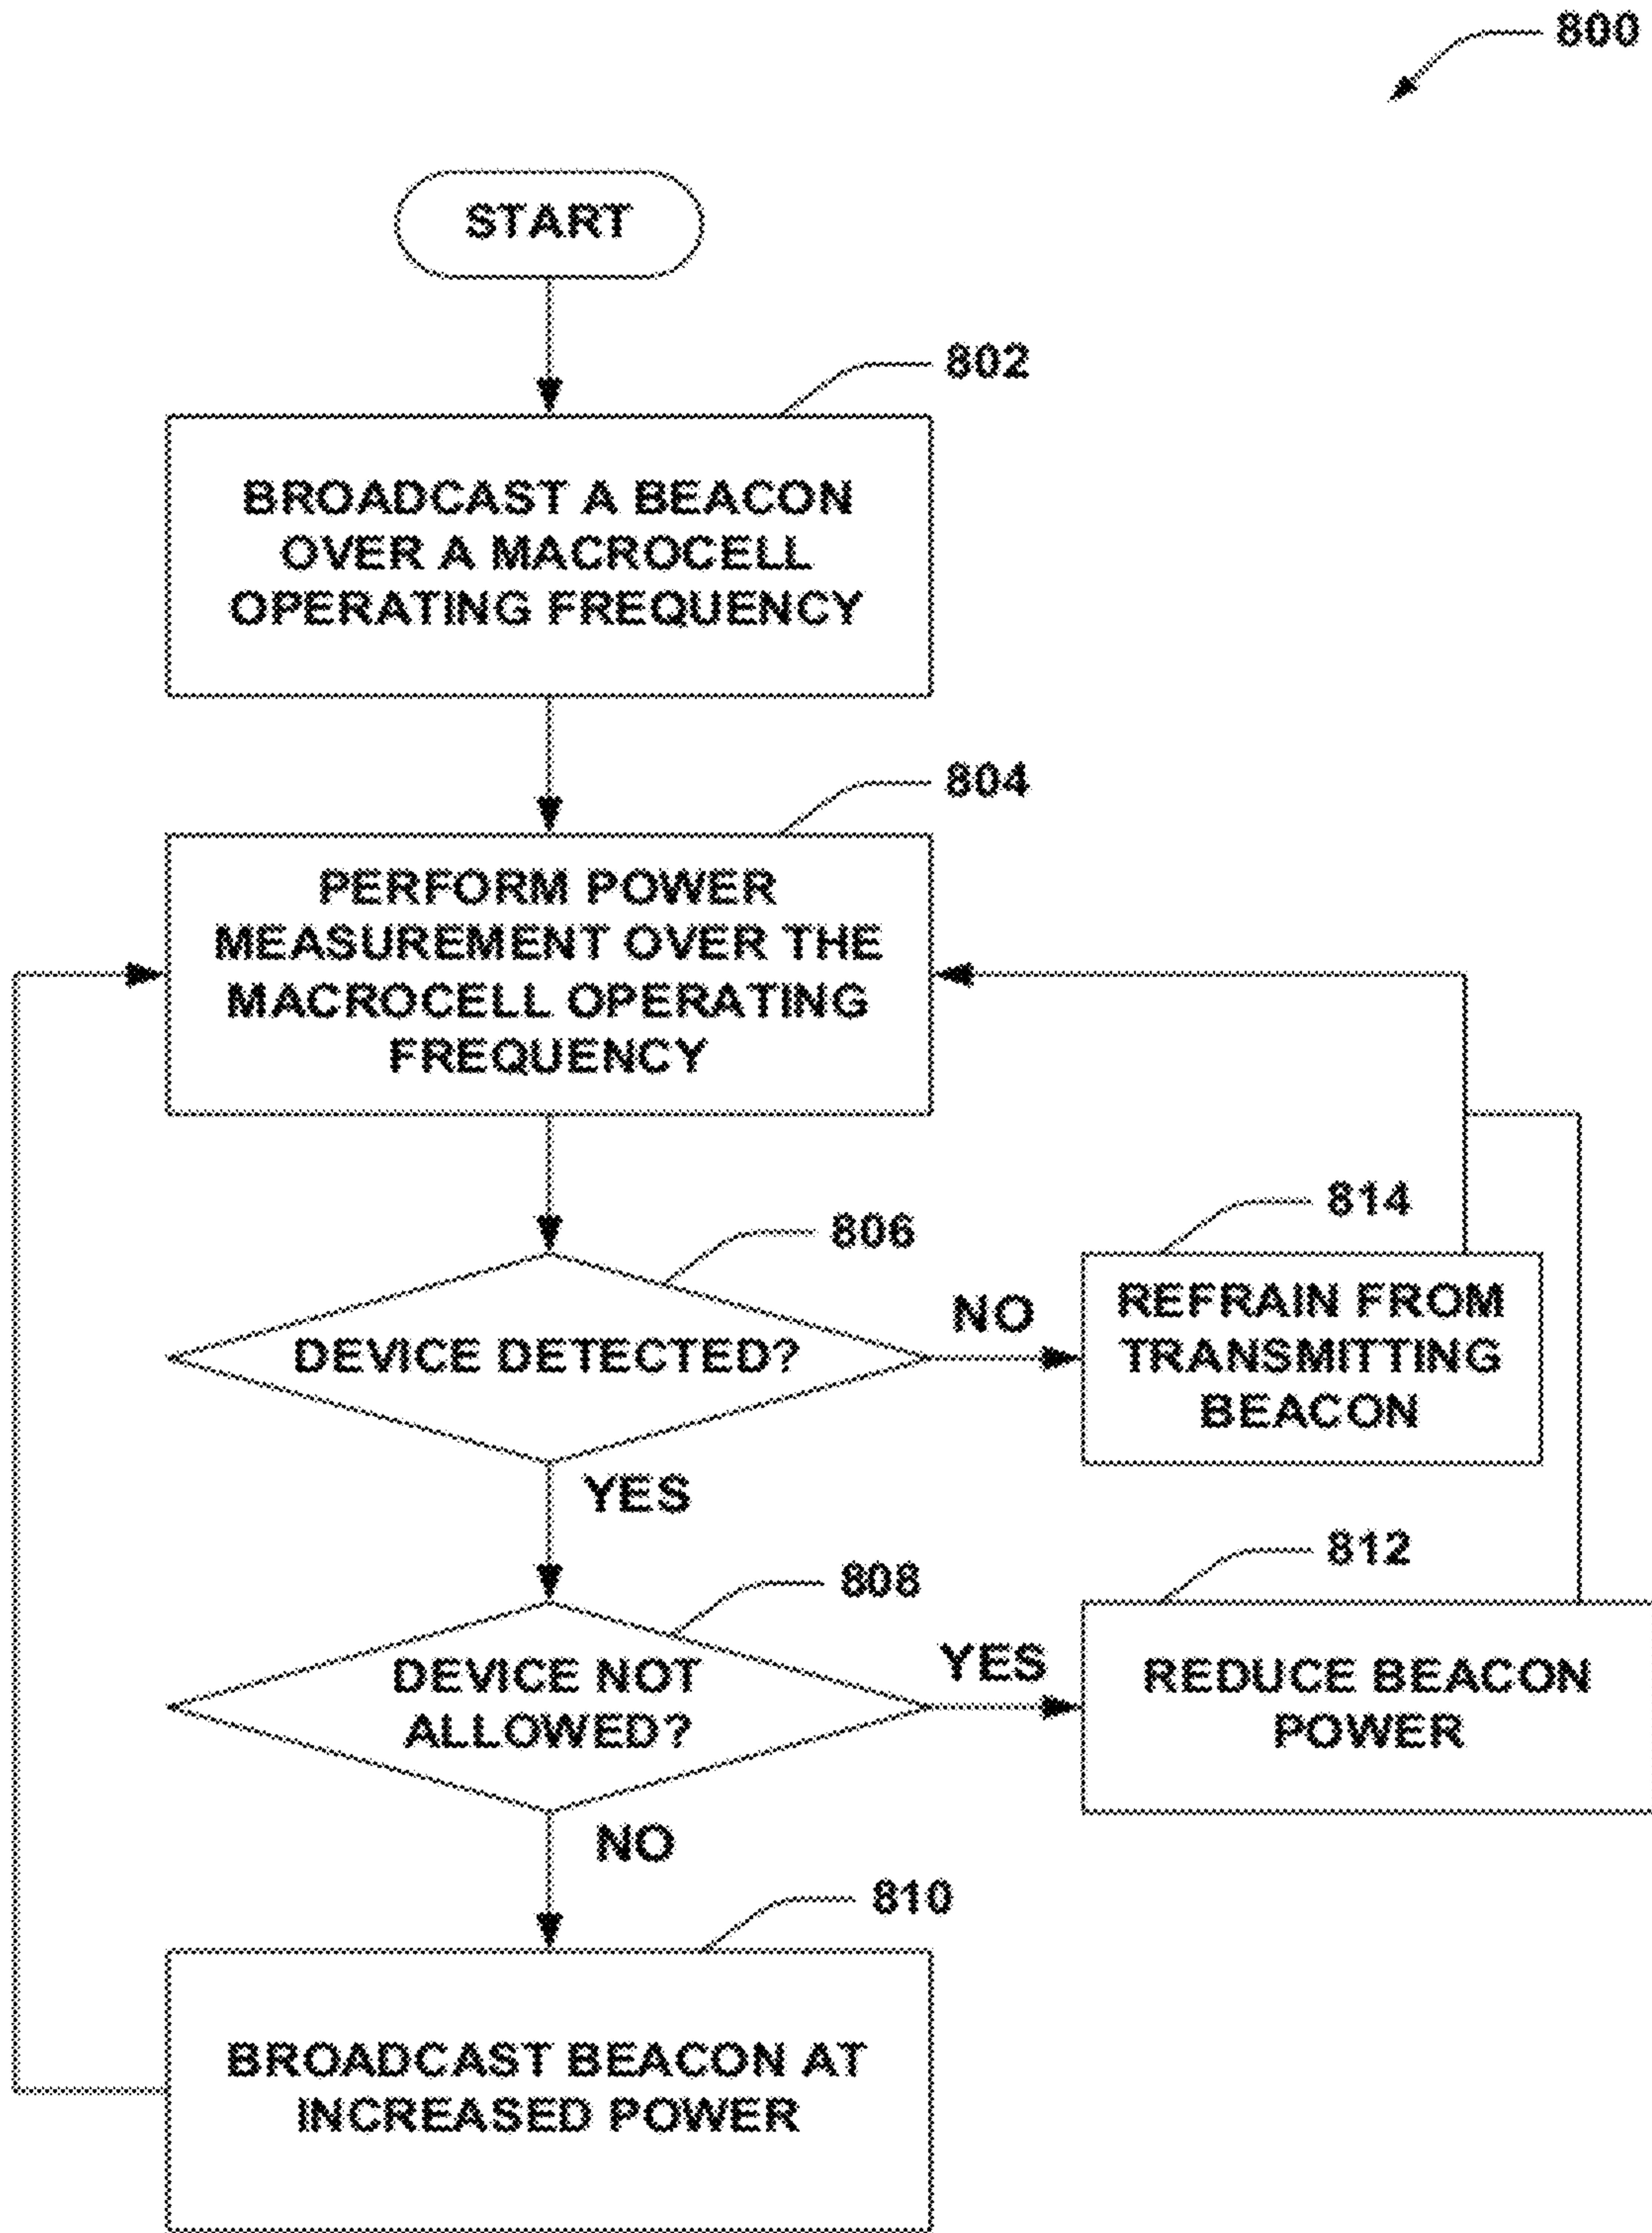 800
START
802
BROADCAST A BEACON
OVER A MACROCELL
OPERATING FREQUENCY
804
PERFORM POWER
MEASUREMENT OVER THE
MACROCELL OPERATING
FREQUENCY
806
DEVICE DETECTED?
NO
814
REFRAIN FROM
TRANSMITTING
BEACON
YES
808
DEVICE NOT
ALLOWED?
YES
812
REDUCE BEACON
POWER
NO
810
BROADCAST BEACON AT
INCREASED POWER